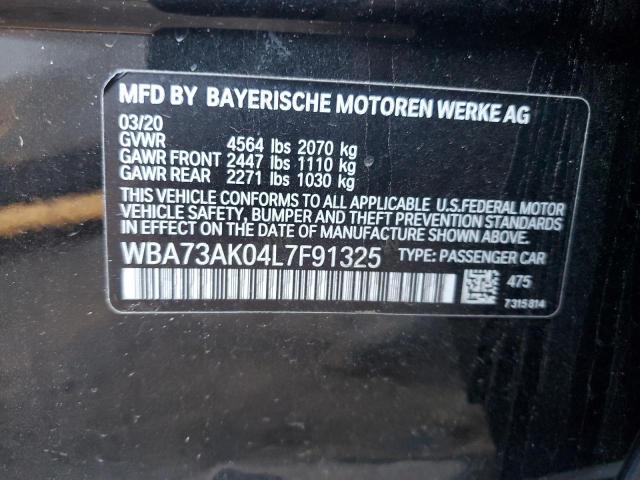 MFD BY BAYERISCHE MOTOREN WERKE AG
03/20
GVWR 4564 lbs 2070 kg
GAWR FRONT 2447 lbs 1110 kg
GAWR REAR 2271 lbs 1030 kg
THIS VEHICLE CONFORMS TO ALL APPLICABLE U.S.FEDERAL MOTOR
VEHICLE SAFETY, BUMPER AND THEFT PREVENTION STANDARDS
IN EFFECT ON THE DATE OF MANUFACTURE SHOWN ABOVE.
WBA73AK04L7F91325 TYPE: PASSENGER CAR
475
7315814